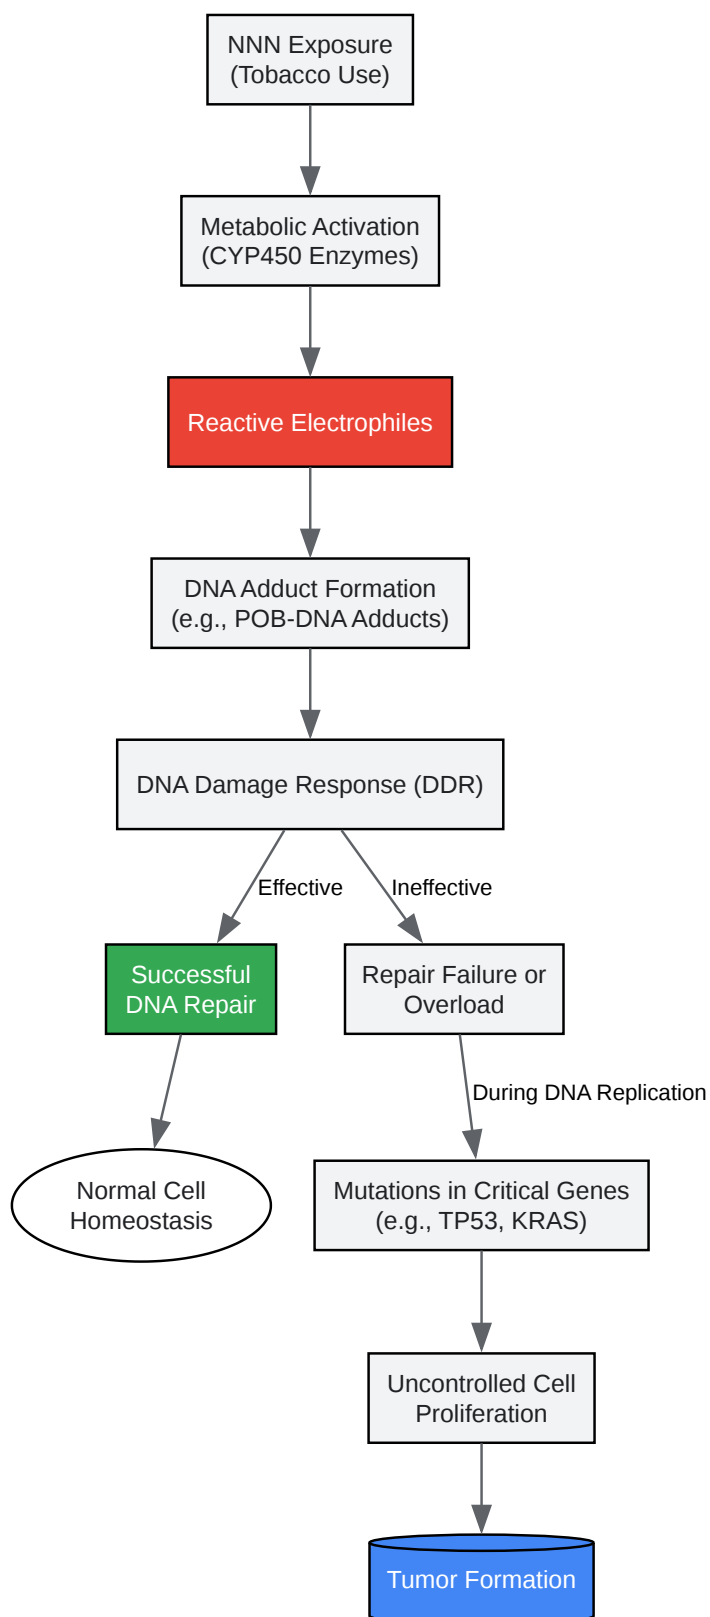 NNN Exposure
(Tobacco Use)
Metabolic Activation
(CYP450 Enzymes)
Reactive Electrophiles
DNA Adduct Formation
(e.g., POB-DNA Adducts)
DNA Damage Response (DDR)
Effective
Ineffective
Successful
DNA Repair
Repair Failure or
Overload
During DNA Replication
Normal Cell
Homeostasis
Mutations in Critical Genes
(e.g., TP53, KRAS)
Uncontrolled Cell
Proliferation
Tumor Formation